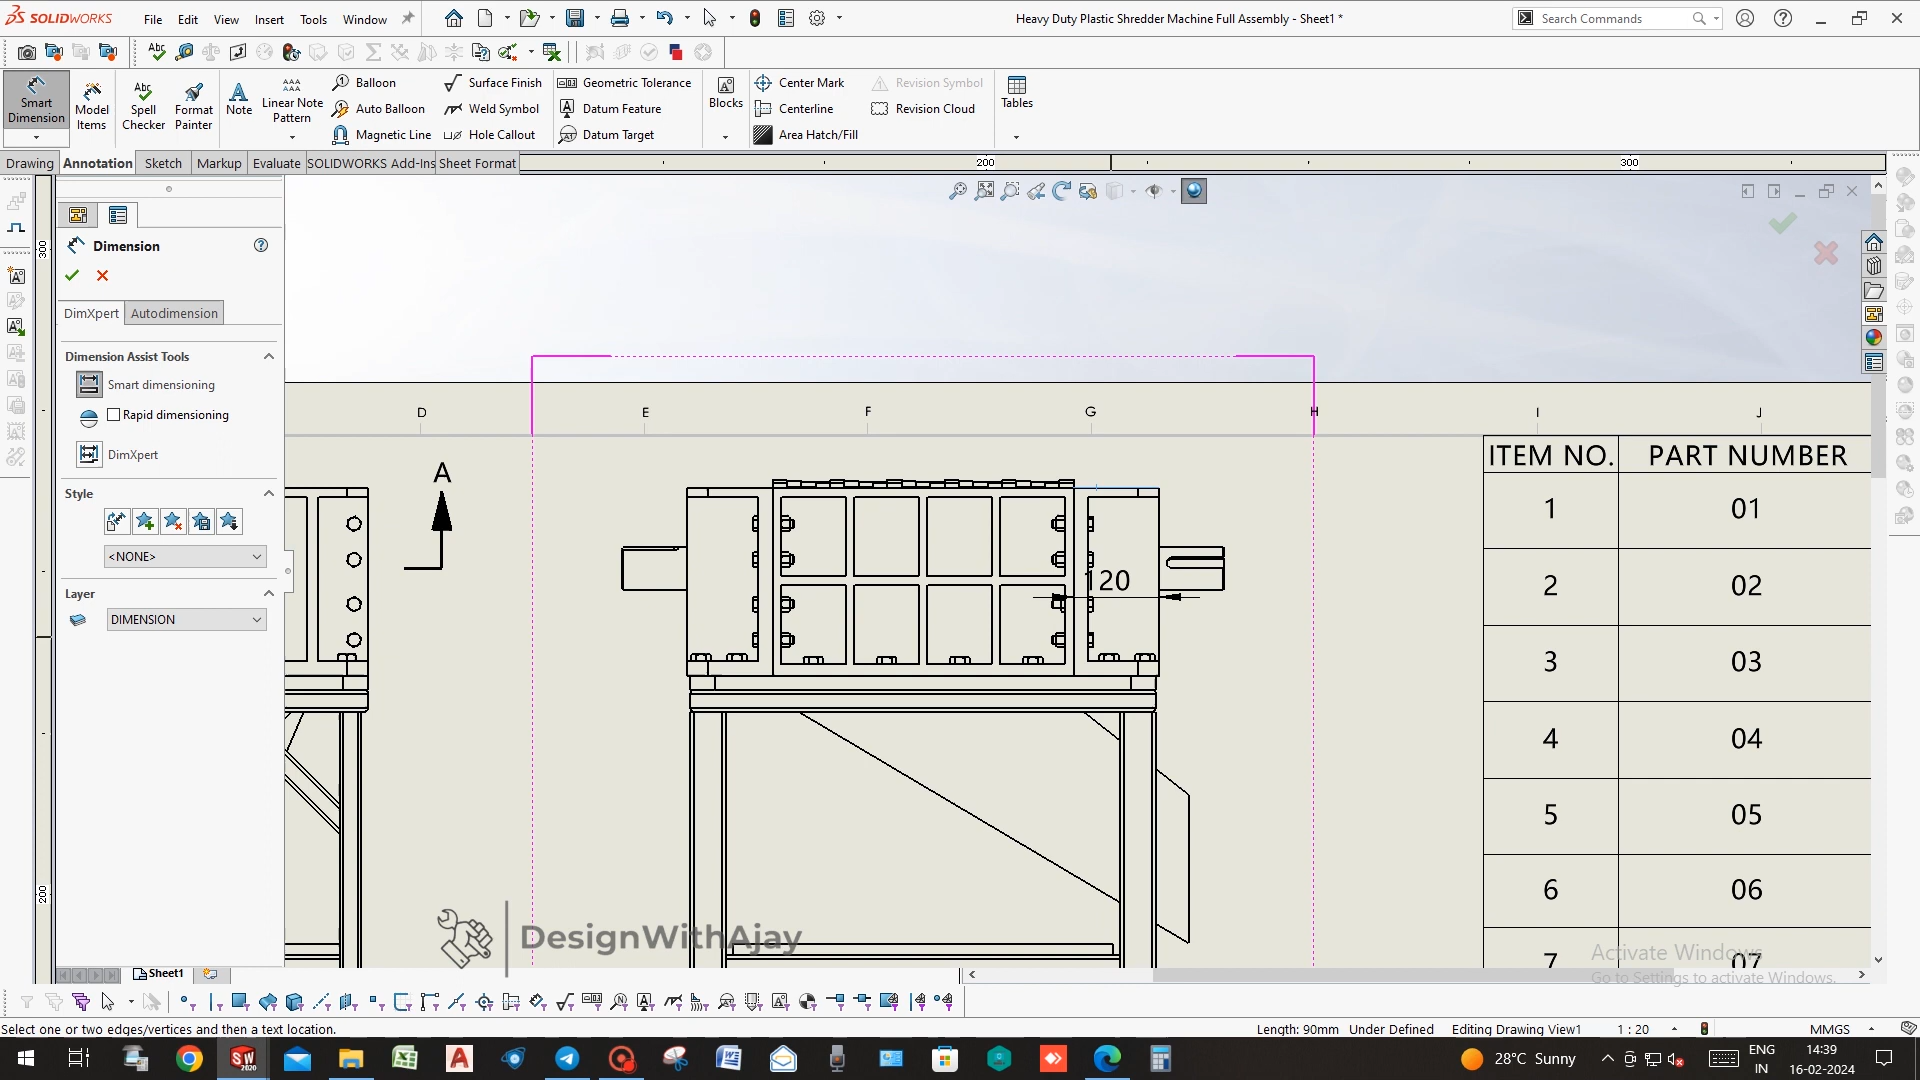 SOLIDWORKS File Edit View Insert Tools Window Heavy Duty Plastic Shredder Machine Full Assembly - Sheet1 * Search Commands
Smart Dimension
Model Items
Abc Spell Checker
Format Painter
Note
Linear Note Pattern
Balloon
Auto Balloon
Magnetic Line
Surface Finish
Weld Symbol
Hole Callout
Geometric Tolerance
Datum Feature
Datum Target
Blocks
Center Mark
Centerline
Area Hatch/Fill
Revision Symbol
Revision Cloud
Tables
Drawing Annotation Sketch Markup Evaluate SOLIDWORKS Add-Ins Sheet Format
200 300
300
200
Dimension
DimXpert Autodimension
Dimension Assist Tools
Smart dimensioning
Rapid dimensioning
DimXpert
Style
<NONE>
Layer
DIMENSION
D E F G H I J
A
120
ITEM NO. PART NUMBER
1 01
2 02
3 03
4 04
5 05
6 06
7 07
DesignWithAjay
Activate Windows
Go to Settings to activate Windows.
Sheet1
Select one or two edges/vertices and then a text location. Length: 90mm Under Defined Editing Drawing View1 1 : 20 MMGS
28°C Sunny
ENG
IN
14:39
16-02-2024